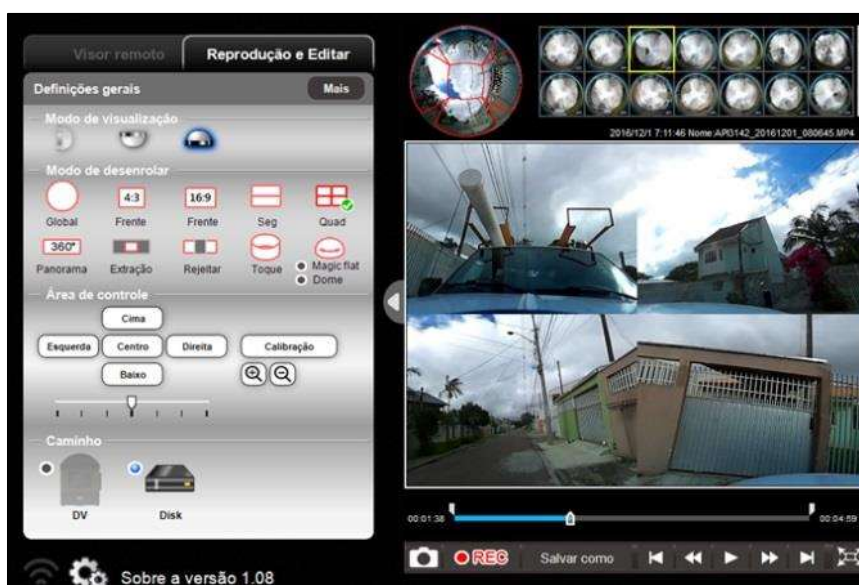 Visor remoto
Reprodução e Editar
Definições gerais
Mais
Modo de visualização
Modo de desenrolar
4:3
16:9
Global
Frente
Frente
Seg
Quad
360°
Panorama
Extração
Rejeitar
Toque
Magic flat
Dome
Área de controle
Cima
Esquerda
Centro
Direita
Calibração
Baixo
Caminho
DV
Disk
Sobre a versão 1.08
2016/12/1 7:11:46 Nome:API3142_20161201_080645.MP4
00:01:38
00:04:59
REC
Salvar como